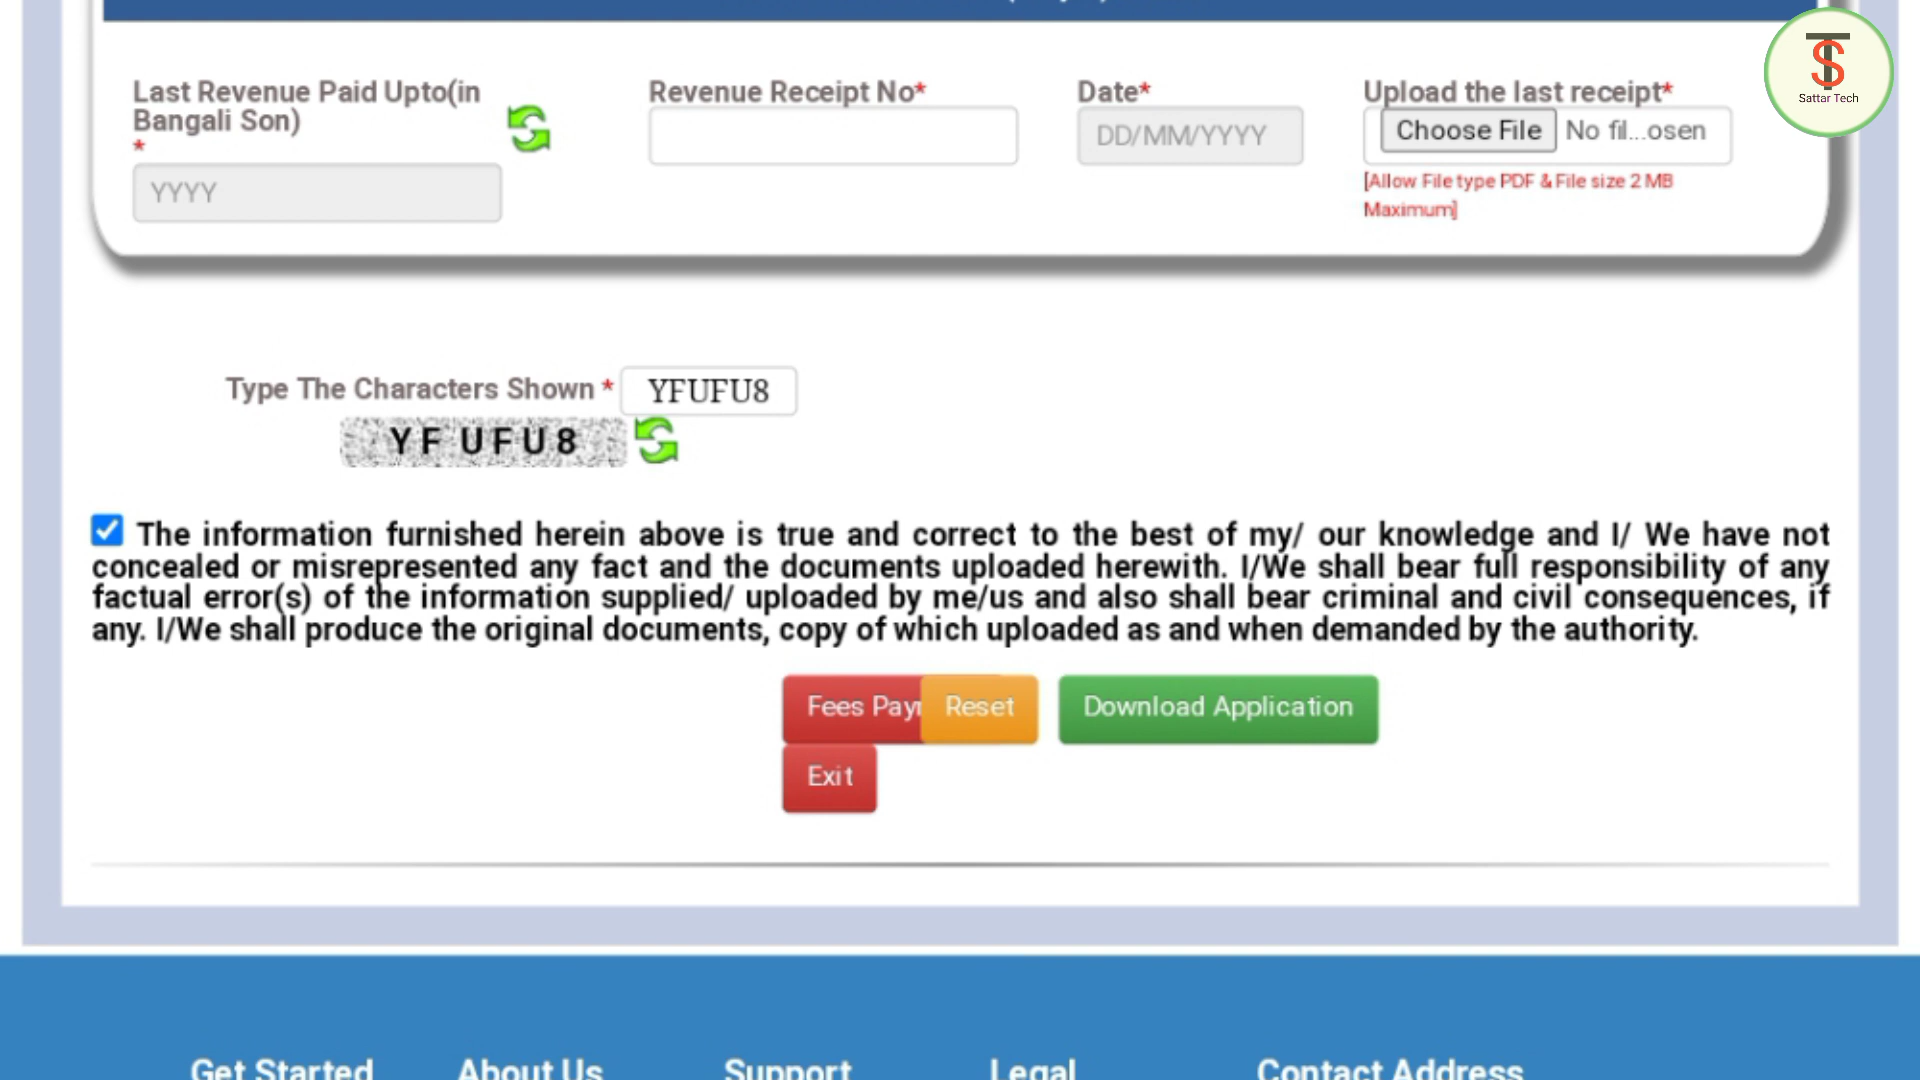 Last Revenue Paid Upto(in
Bangali Son)
*
YYYY
Revenue Receipt No*
Date*
DD/MM/YYYY
Upload the last receipt*
Choose File No fil...osen
[Allow File type PDF & File size 2 MB
Maximum]
Sattar Tech
Type The Characters Shown * YFUFU8
YFUFU8
The information furnished herein above is true and correct to the best of my/ our knowledge and I/ We have not
concealed or misrepresented any fact and the documents uploaded herewith. I/We shall bear full responsibility of any
factual error(s) of the information supplied/ uploaded by me/us and also shall bear criminal and civil consequences, if
any. I/We shall produce the original documents, copy of which uploaded as and when demanded by the authority.
Fees Reset Download Application
Exit
Get Started About Us Support Legal Contact Address